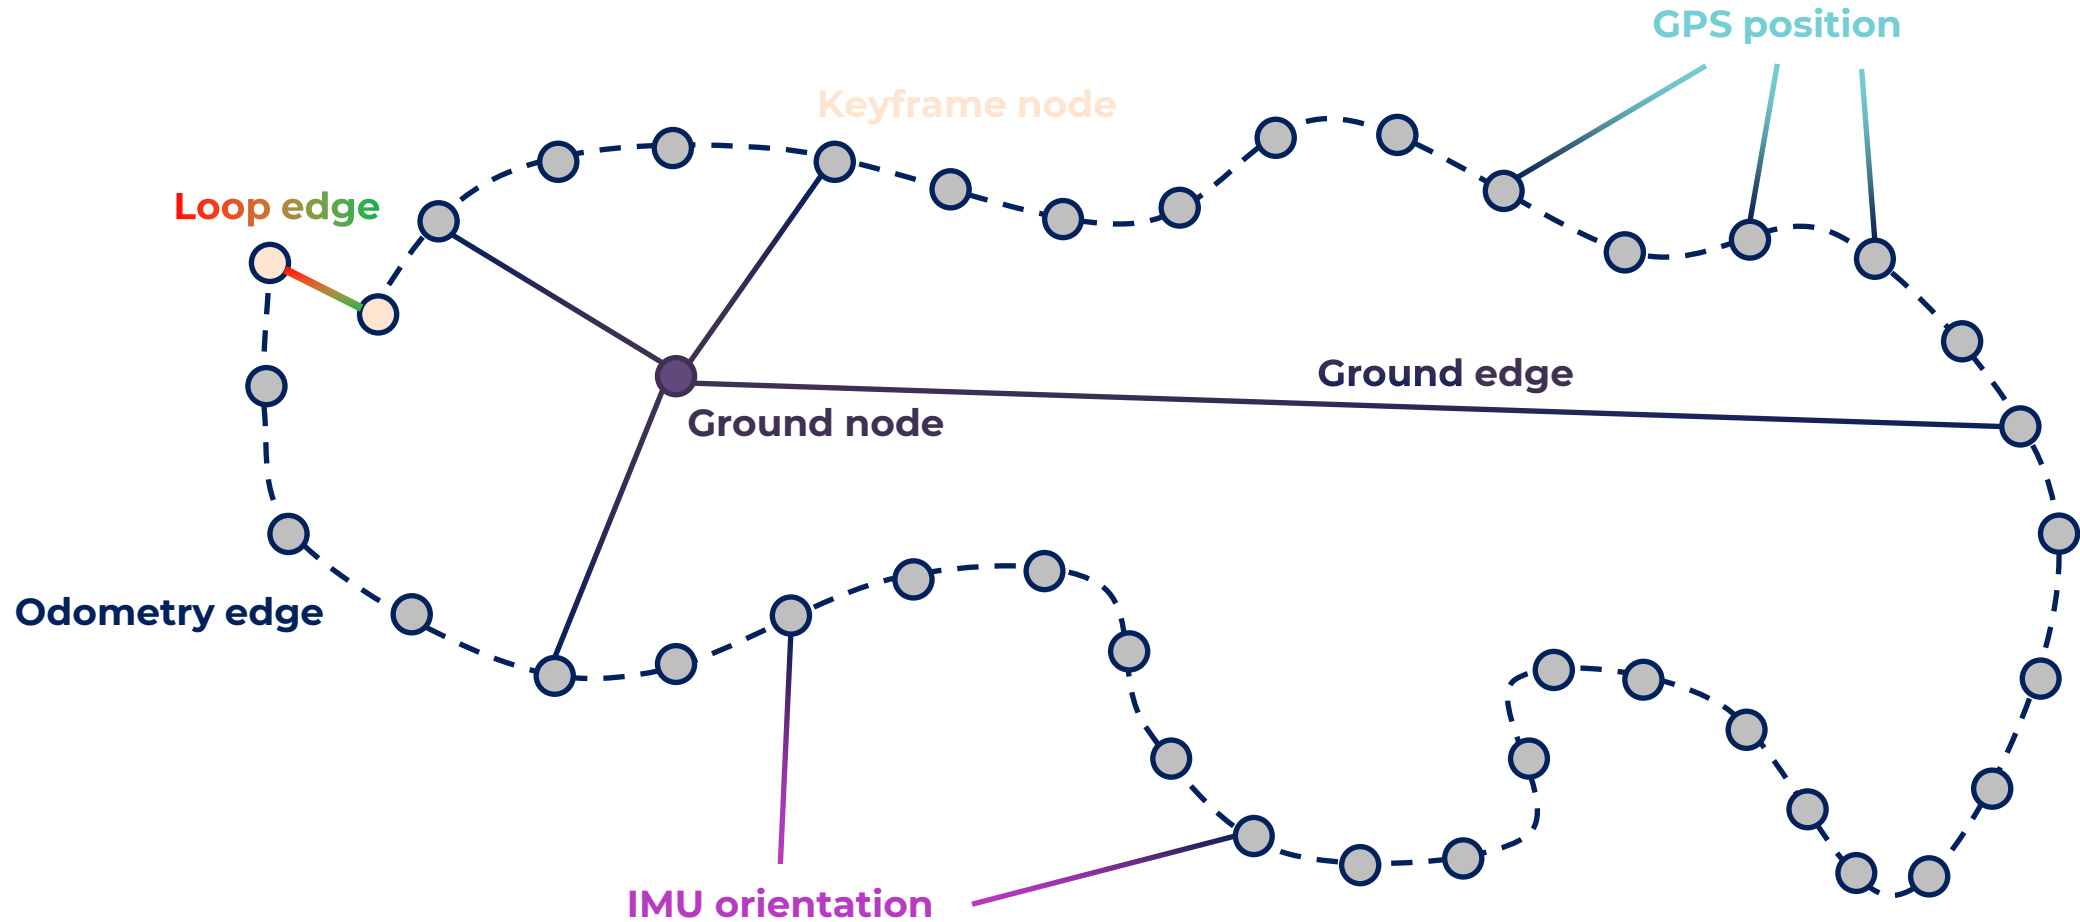 GPS position
Keyframe node
Loop edge
Ground edge
Ground node
Odometry edge
IMU orientation